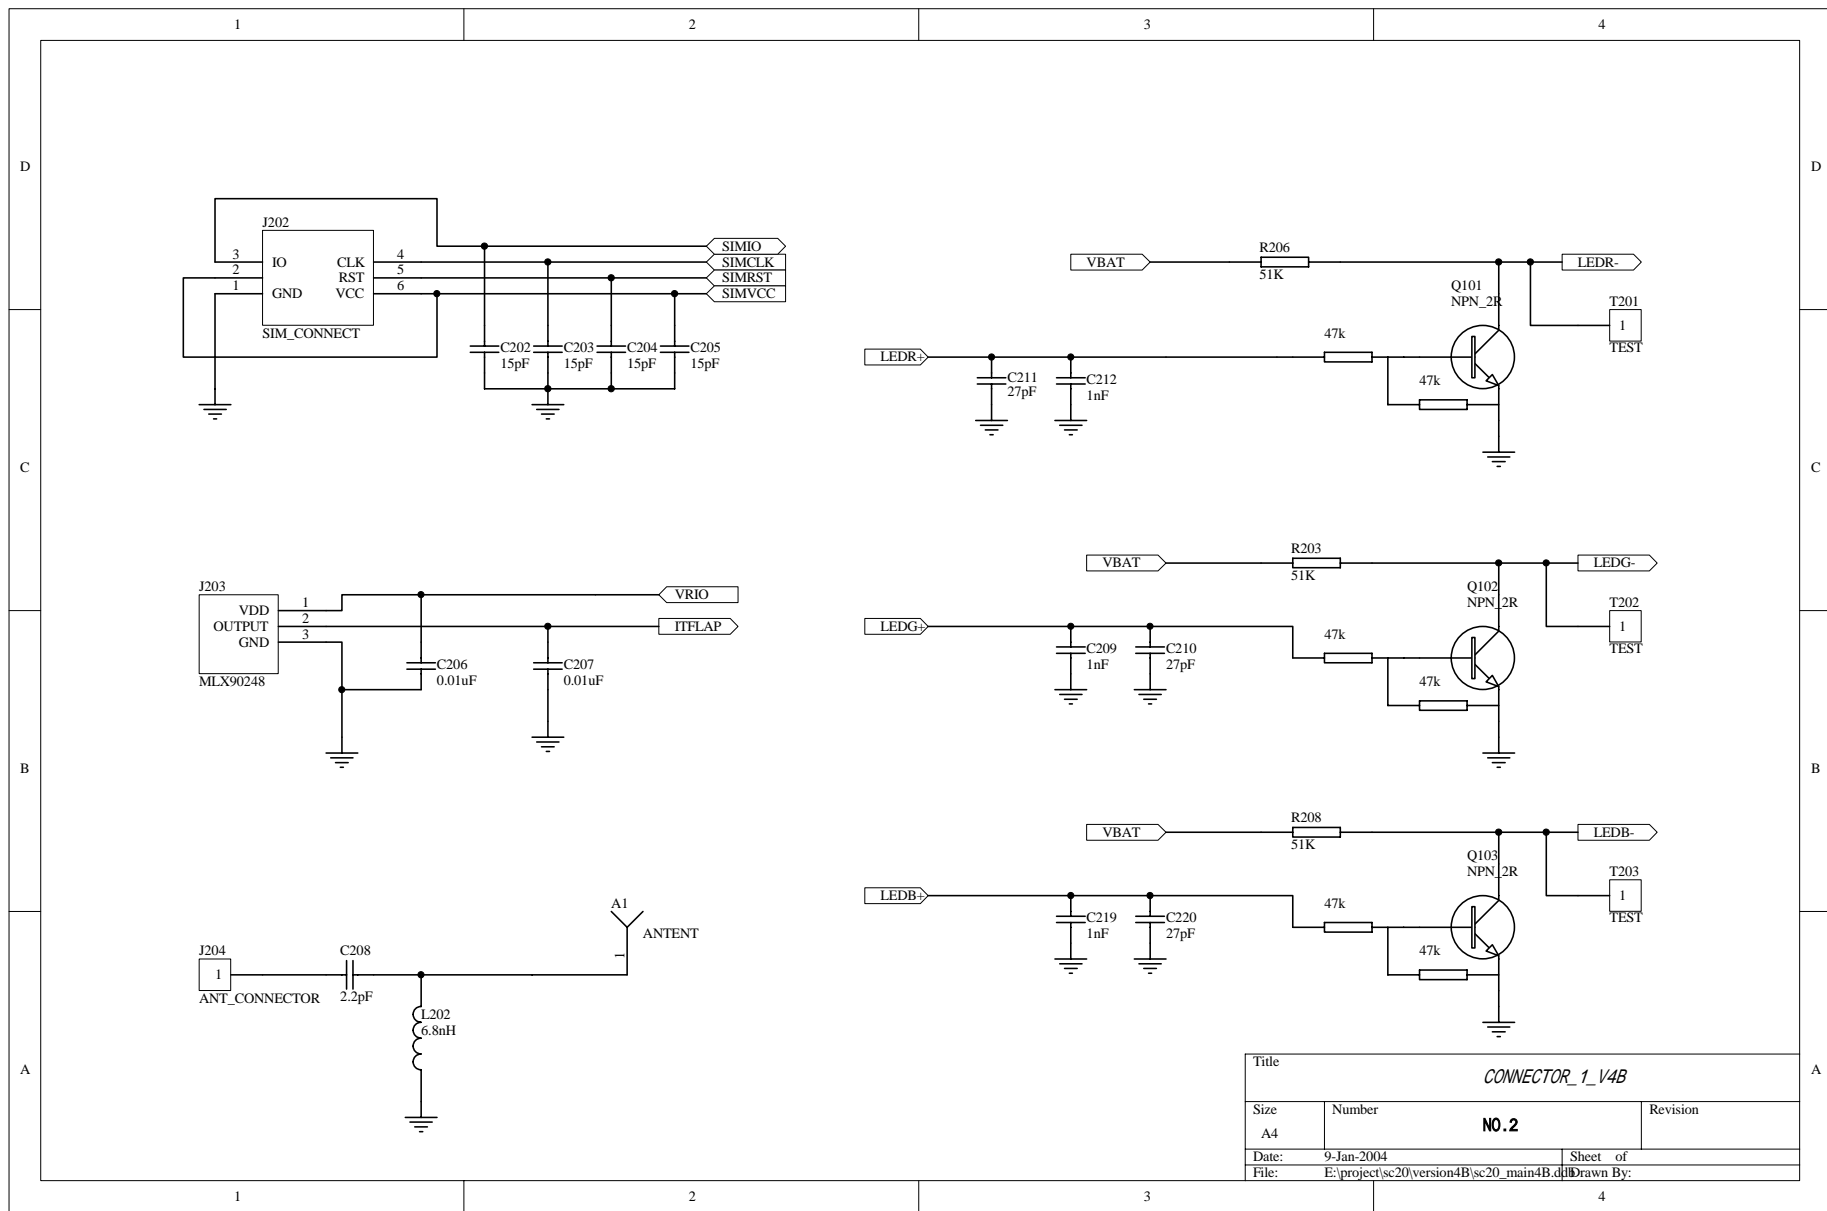 1 2 3 4
D D
J202
3 IO CLK 4
2 RST 5
1 GND VCC 6
SIM_CONNECT
SIMIO
SIMCLK
SIMRST
SIMVCC
C202 C203 C204 C205
15pF 15pF 15pF 15pF
VBAT
R206
51K
LEDR-
Q101
NPN_2R
T201
1
TEST
LEDR+
47k
47k
C211
27pF
C212
1nF
C C
J203
VDD 1
OUTPUT 2
GND 3
MLX90248
VRIO
ITFLAP
C206
0.01uF
C207
0.01uF
VBAT
R203
51K
LEDG-
Q102
NPN_2R
T202
1
TEST
LEDG+
47k
47k
C209
1nF
C210
27pF
B B
VBAT
R208
51K
LEDB-
Q103
NPN_2R
T203
1
TEST
LEDB+
47k
47k
C219
1nF
C220
27pF
A1
ANTENT
1
J204
1
ANT_CONNECTOR
C208
2.2pF
L202
6.8nH
A A
Title
CONNECTOR_1_V4B
Size Number Revision
A4 NO.2
Date: 9-Jan-2004 Sheet of
File: E:\project\sc20\version4B\sc20_main4B.ddb Drawn By:
1 2 3 4